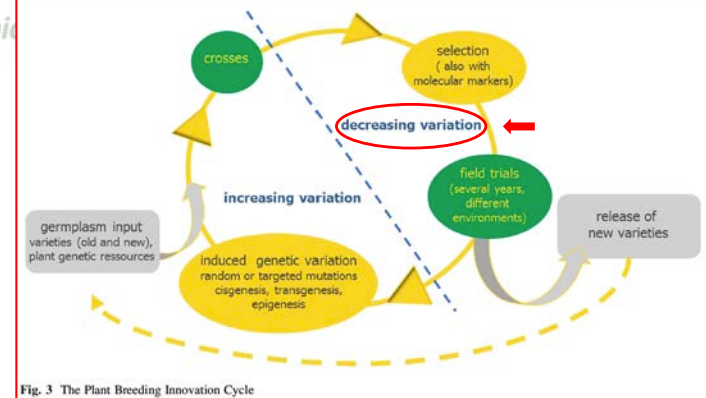 crosses
selection
( also with
molecular markers)
decreasing variation
field trials
(several years,
different
environments)
increasing variation
release of
new varieties
germplasm input
varieties (old and new),
plant genetic ressources
induced genetic variation
random or targeted mutations
cisgenesis, transgenesis,
epigenesis
Fig. 3 The Plant Breeding Innovation Cycle